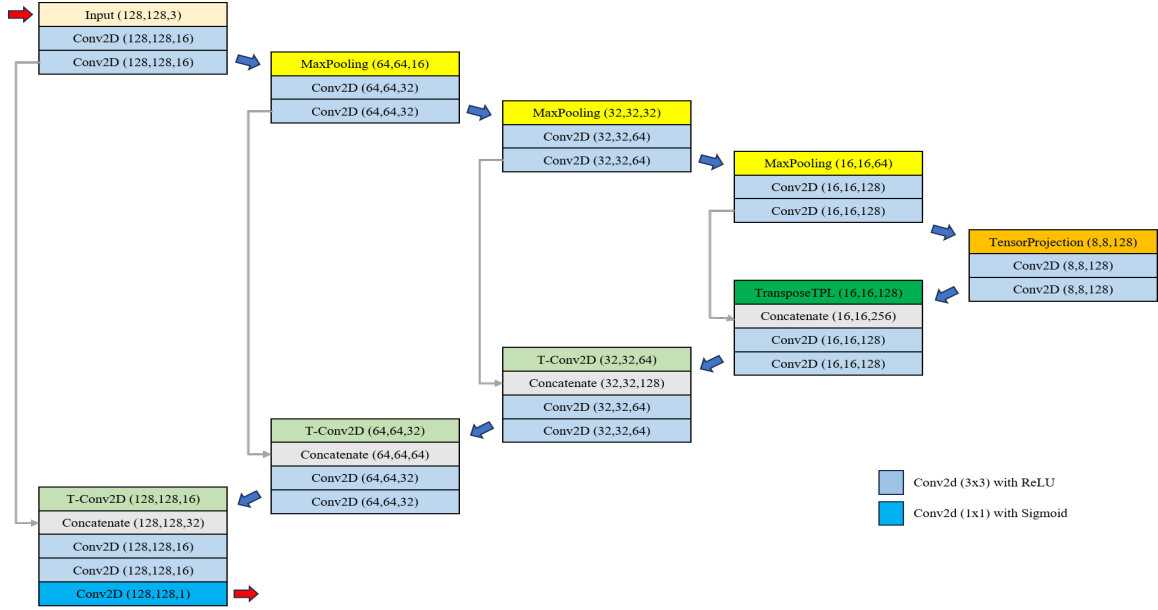 Input (128,128,3)
Conv2D (128,128,16)
Conv2D (128,128,16)
MaxPooling (64,64,16)
Conv2D (64,64,32)
Conv2D (64,64,32)
MaxPooling (32,32,32)
Conv2D (32,32,64)
Conv2D (32,32,64)
MaxPooling (16,16,64)
Conv2D (16,16,128)
Conv2D (16,16,128)
TensorProjection (8,8,128)
Conv2D (8,8,128)
Conv2D (8,8,128)
TransposeTPL (16,16,128)
Concatenate (16,16,256)
Conv2D (16,16,128)
Conv2D (16,16,128)
T-Conv2D (32,32,64)
Concatenate (32,32,128)
Conv2D (32,32,64)
Conv2D (32,32,64)
T-Conv2D (64,64,32)
Concatenate (64,64,64)
Conv2D (64,64,32)
Conv2D (64,64,32)
T-Conv2D (128,128,16)
Concatenate (128,128,32)
Conv2D (128,128,16)
Conv2D (128,128,16)
Conv2D (128,128,1)
Conv2d (3x3) with ReLU
Conv2d (1x1) with Sigmoid